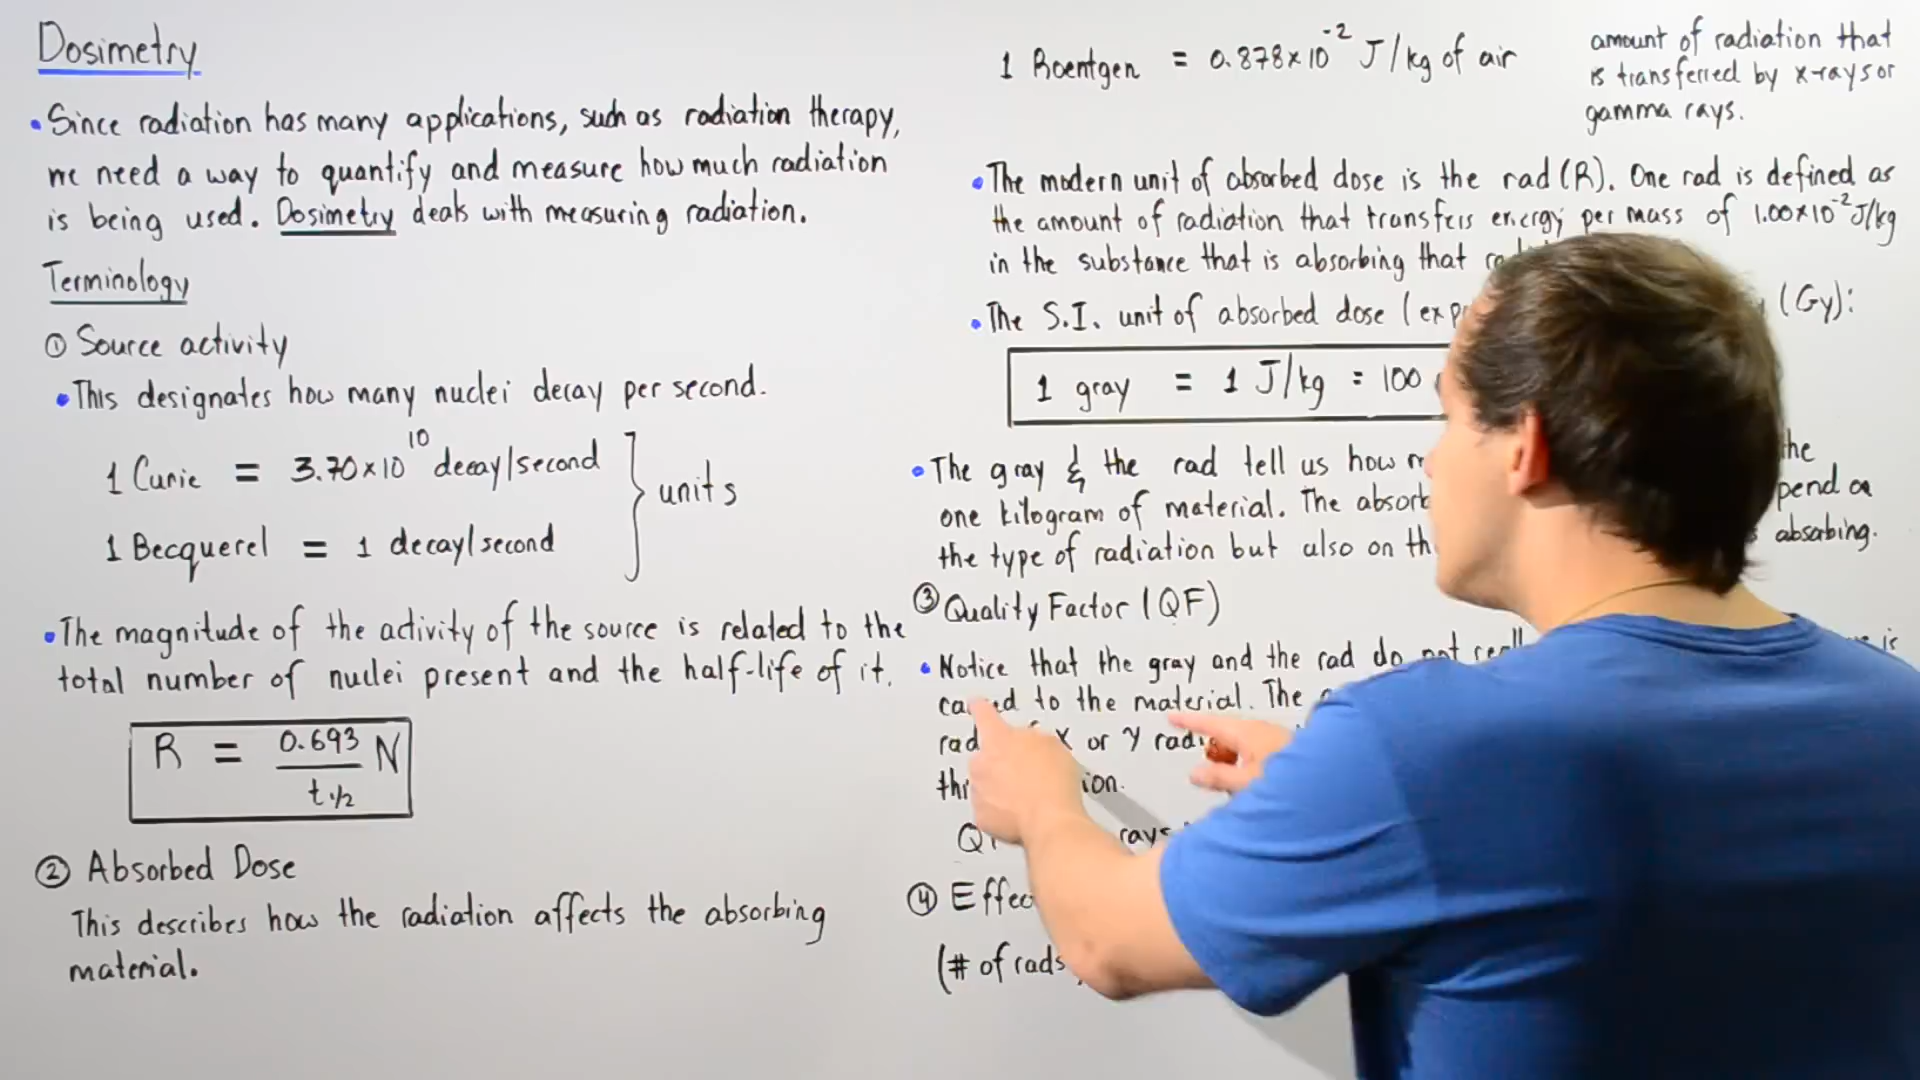 Dosimetry
• Since radiation has many applications, such as radiation therapy,
we need a way to quantify and measure how much radiation
is being used. Dosimetry deals with measuring radiation.
Terminology
① Source activity
• This designates how many nuclei decay per second.
1 Curie = 3.70×10^10 decay/second
1 Becquerel = 1 decay/second
units
• The magnitude of the activity of the source is related to the
total number of nuclei present and the half-life of it.
R = 0.693/t1/2 N
② Absorbed Dose
This describes how the radiation affects the absorbing
material.
1 Roentgen = 0.878×10^-2 J/kg of air
amount of radiation that
is transferred by x-rays or
gamma rays.
• The modern unit of absorbed dose is the rad (R). One rad is defined as
the amount of radiation that transfers energy per mass of 1.00×10^-2 J/kg
in the substance that is absorbing that
• The S.I. unit of absorbed dose (Gy):
1 gray = 1 J/kg = 100
• The gray & the rad tell us how the
one kilogram of material. The
the type of radiation but also on absorbing.
③ Quality Factor (QF)
• Notice that the gray and the rad do not is
to the material. The
X or γ
④
(# of rads